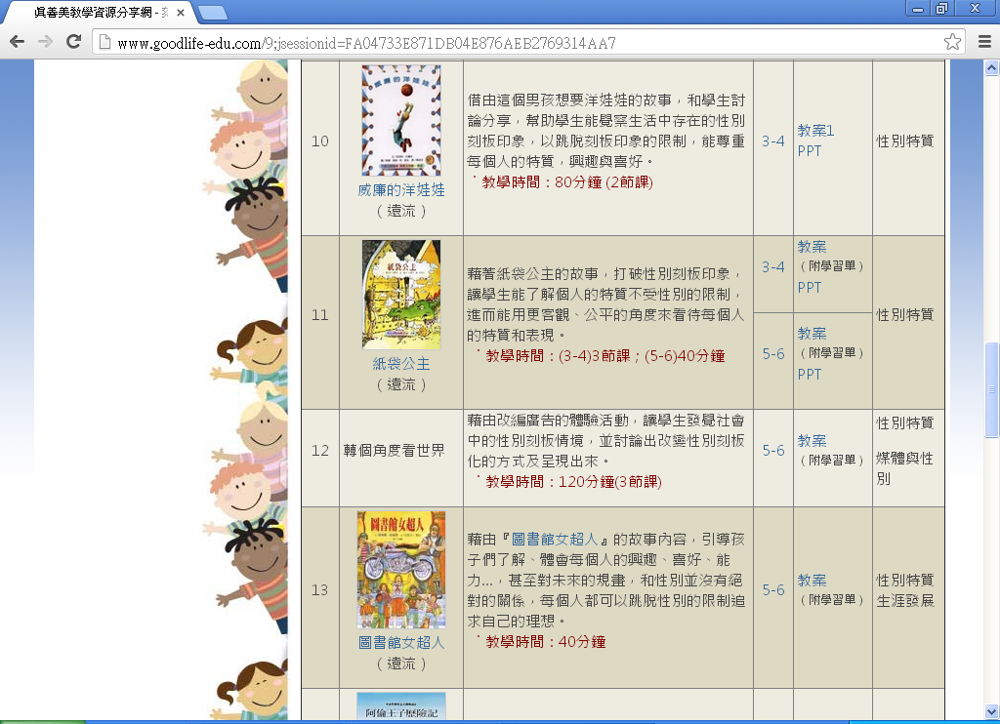 真善美教學資源分享網 -
www.goodlife-edu.com/9;jsessionid=FA04733E871DB04E876AEB2769314AA7
10
威廉的洋娃娃
威廉的洋娃娃
（遠流）
借由這個男孩想要洋娃娃的故事，和學生討
論分享，幫助學生能覺察生活中存在的性別
刻板印象，以跳脫刻板印象的限制，能尊重
每個人的特質，興趣與喜好。
˙教學時間：80分鐘 (2節課)
3-4
教案1
PPT
性別特質
11
紙袋公主
紙袋公主
（遠流）
藉著紙袋公主的故事，打破性別刻板印象，
讓學生能了解個人的特質不受性別的限制，
進而能用更客觀、公平的角度來看待每個人
的特質和表現。
˙教學時間：(3-4)3節課；(5-6)40分鐘
3-4
教案
（附學習單）
PPT
5-6
教案
（附學習單）
PPT
性別特質
12
轉個角度看世界
藉由改編廣告的體驗活動，讓學生發覺社會
中的性別刻板情境，並討論出改變性別刻板
化的方式及呈現出來。
˙教學時間：120分鐘(3節課)
5-6
教案
（附學習單）
性別特質
媒體與性
別
13
圖書館女超人
圖書館女超人
（遠流）
藉由『圖書館女超人』的故事內容，引導孩
子們了解、體會每個人的興趣、喜好、能
力…，甚至對未來的規畫，和性別並沒有絕
對的關係，每個人都可以跳脫性別的限制追
求自己的理想。
˙教學時間：40分鐘
5-6
教案
（附學習單）
性別特質
生涯發展
阿倫王子歷險記